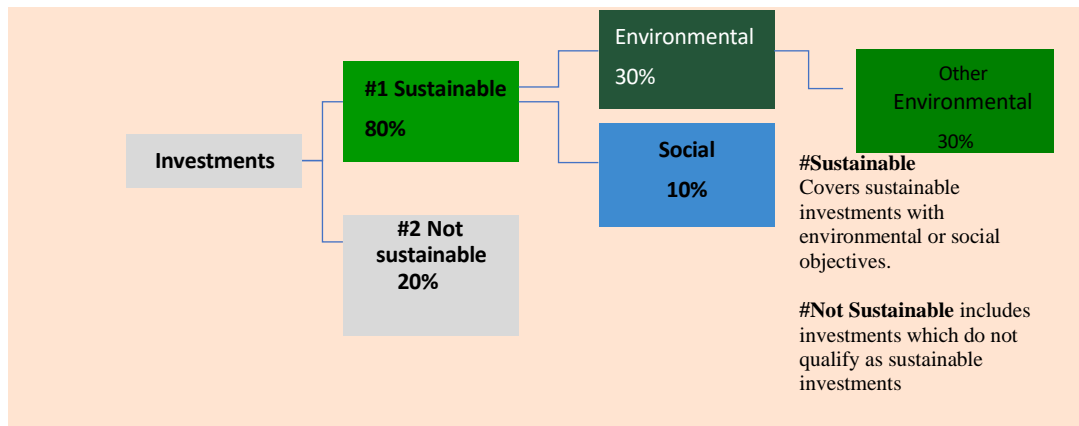 Investments
#1 Sustainable
80%
#2 Not
sustainable
20%
Environmental
30%
Social
10%
Other
Environmental
30%
#Sustainable
Covers sustainable
investments with
environmental or social
objectives.
#Not Sustainable includes
investments which do not
qualify as sustainable
investments